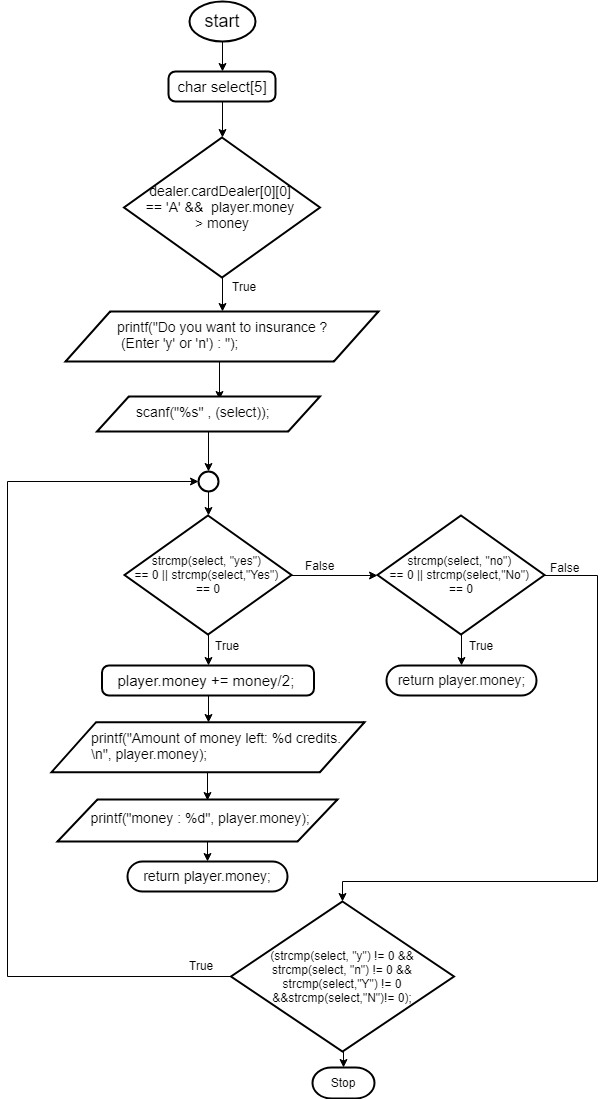 start
char select[5]
dealer.cardDealer[0][0]
== 'A' && player.money
> money
True
printf("Do you want to insurance ?
(Enter 'y' or 'n') : ");
scanf("%s" , (select));
strcmp(select, "yes")
== 0 || strcmp(select,"Yes")
== 0
False
strcmp(select, "no")
== 0 || strcmp(select,"No")
== 0
False
True
True
player.money += money/2;
return player.money;
printf("Amount of money left: %d credits.
\n", player.money);
printf("money : %d", player.money);
return player.money;
(strcmp(select, "y") != 0 &&
strcmp(select, "n") != 0 &&
strcmp(select,"Y") != 0
&&strcmp(select,"N")!= 0);
True
Stop